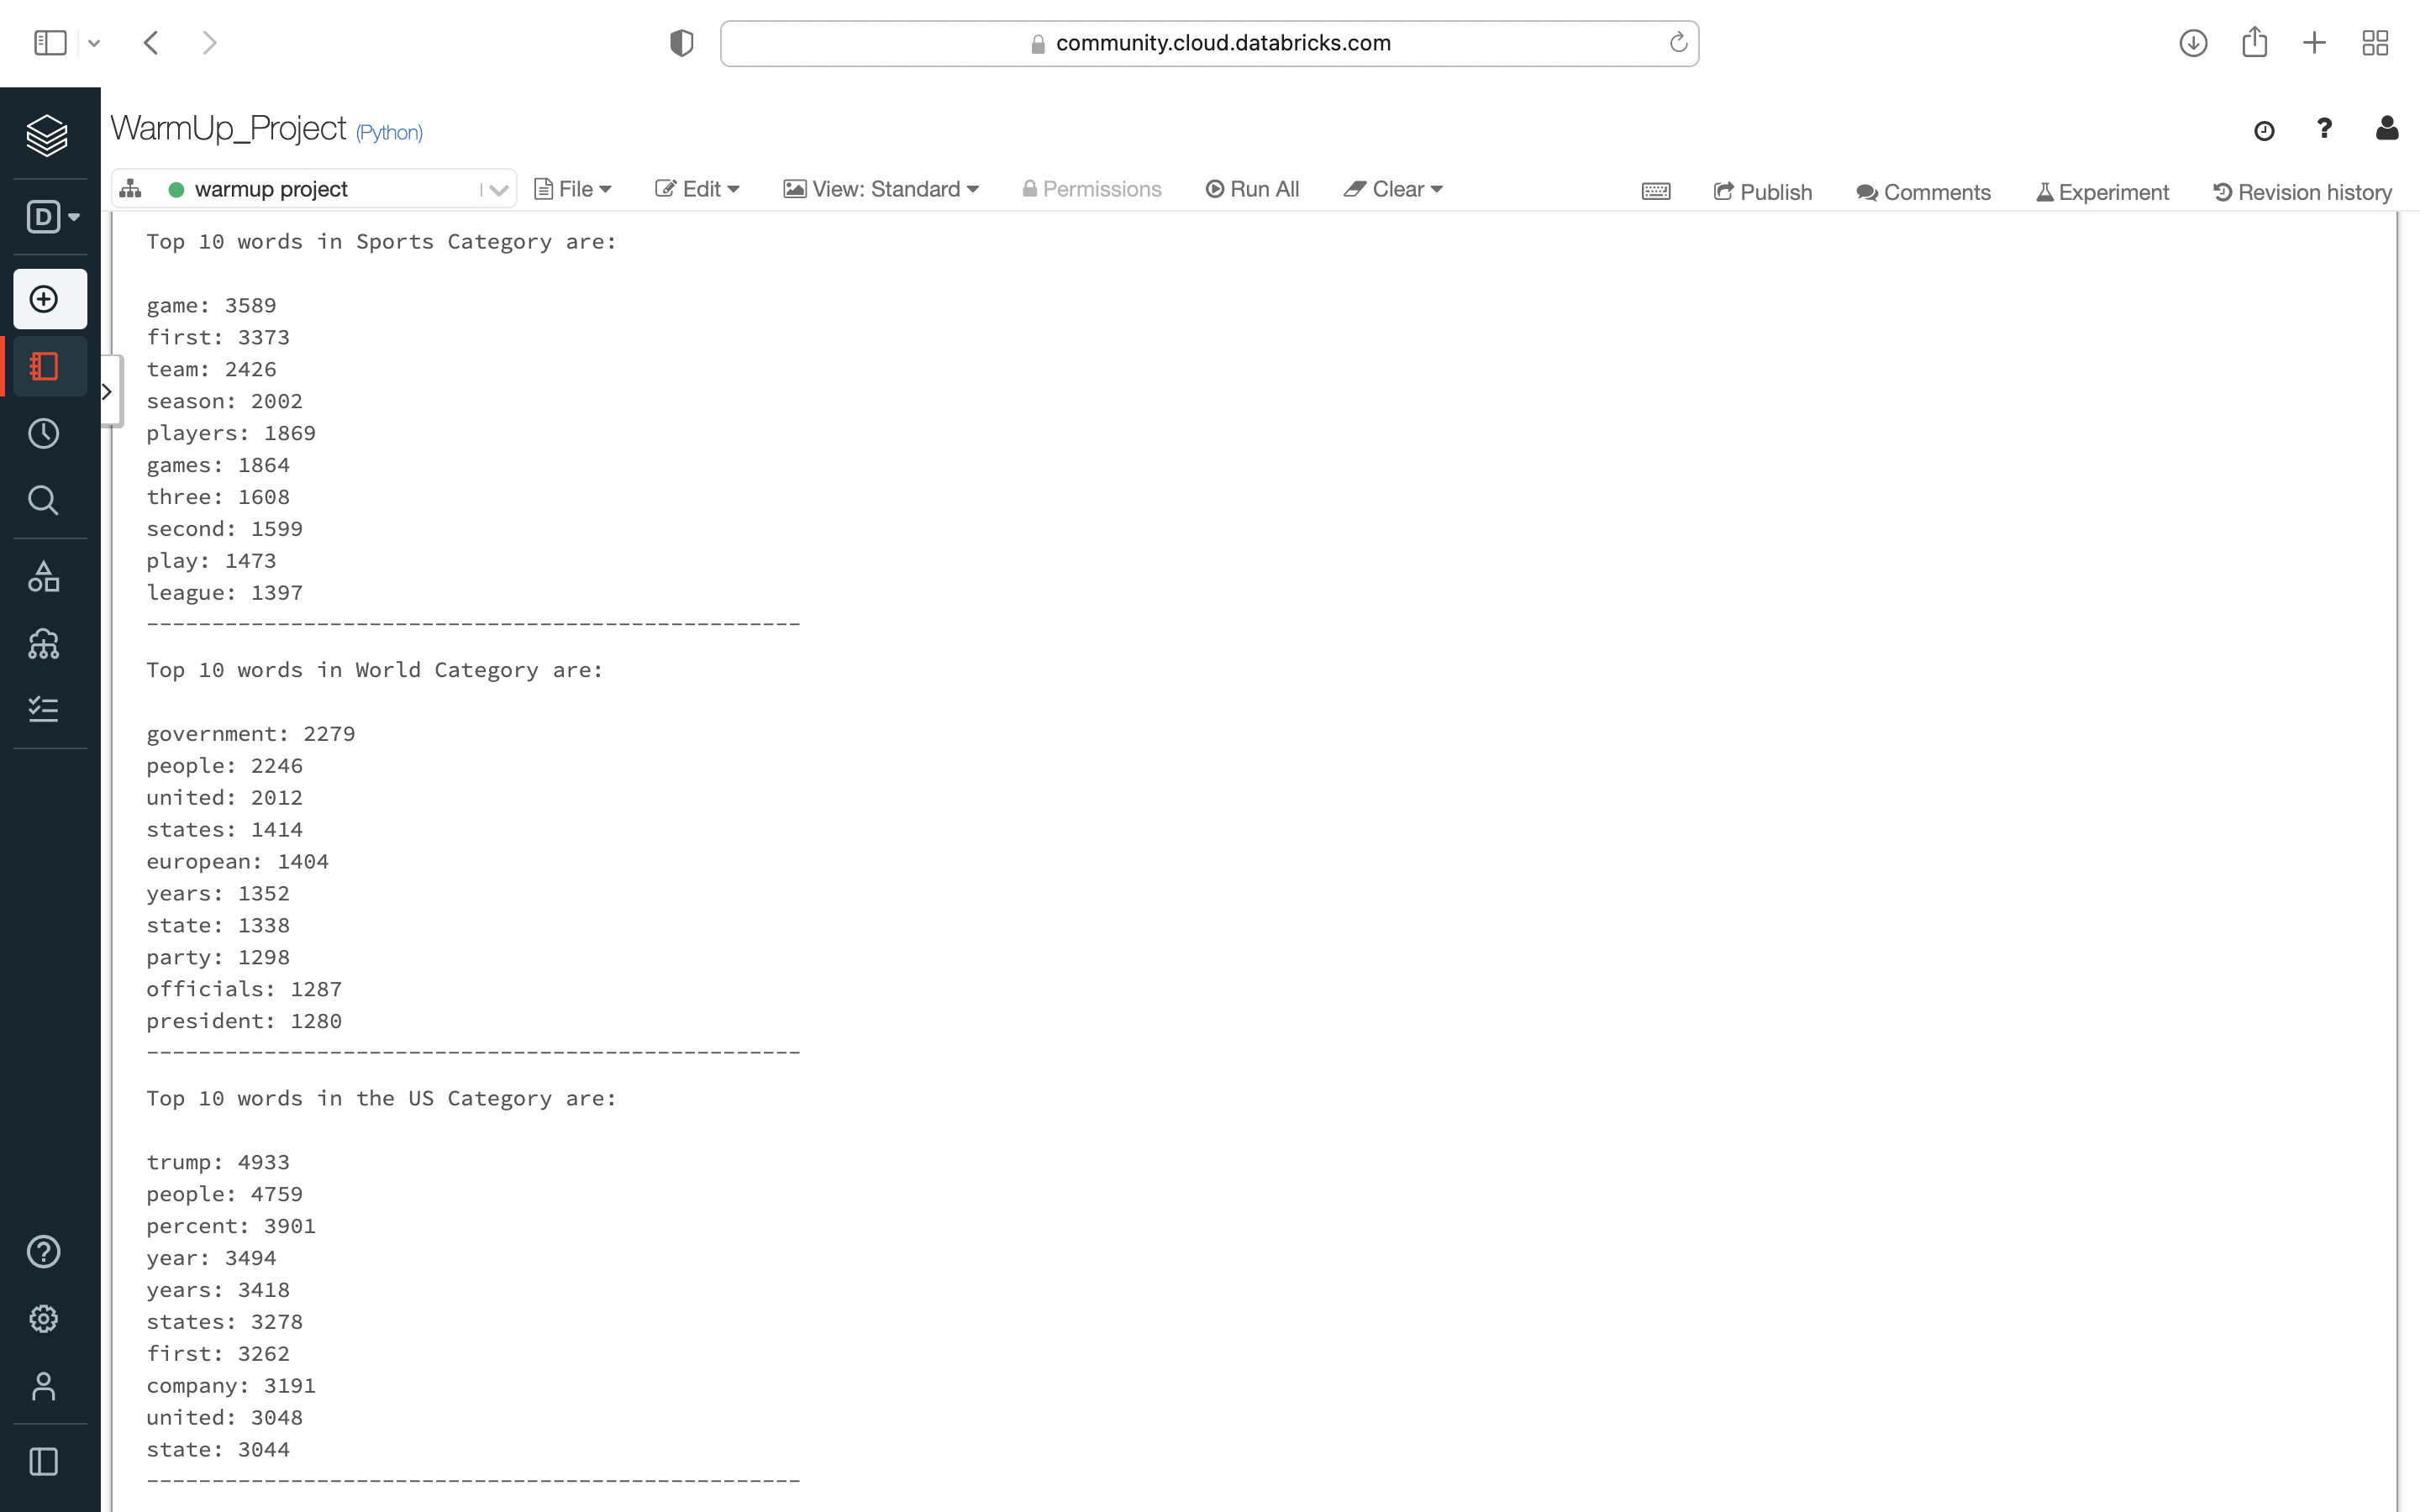 community.cloud.databricks.com
WarmUp_Project (Python)
D
warmup project File Edit View: Standard Permissions Run All Clear Publish Comments Experiment Revision history
Top 10 words in Sports Category are:
game: 3589
first: 3373
team: 2426
season: 2002
players: 1869
games: 1864
three: 1608
second: 1599
play: 1473
league: 1397
--------------------------------------------------
Top 10 words in World Category are:
government: 2279
people: 2246
united: 2012
states: 1414
european: 1404
years: 1352
state: 1338
party: 1298
officials: 1287
president: 1280
--------------------------------------------------
Top 10 words in the US Category are:
trump: 4933
people: 4759
percent: 3901
year: 3494
years: 3418
states: 3278
first: 3262
company: 3191
united: 3048
state: 3044
--------------------------------------------------